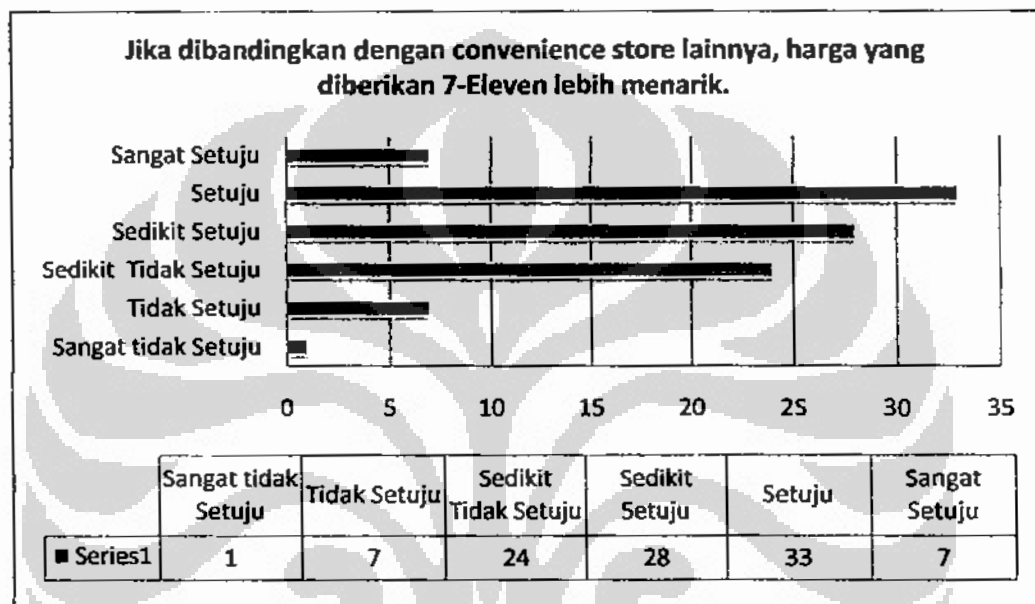 Jika dibandingkan dengan convenience store lainnya, harga yang
diberikan 7-Eleven lebih menarik.
Sangat Setuju
Setuju
Sedikit Setuju
Sedikit Tidak Setuju
Tidak Setuju
Sangat tidak Setuju
0 5 10 15 20 25 30 35
Sangat tidak Setuju Tidak Setuju Sedikit Tidak Setuju Sedikit Setuju Setuju Sangat Setuju
Series1 1 7 24 28 33 7